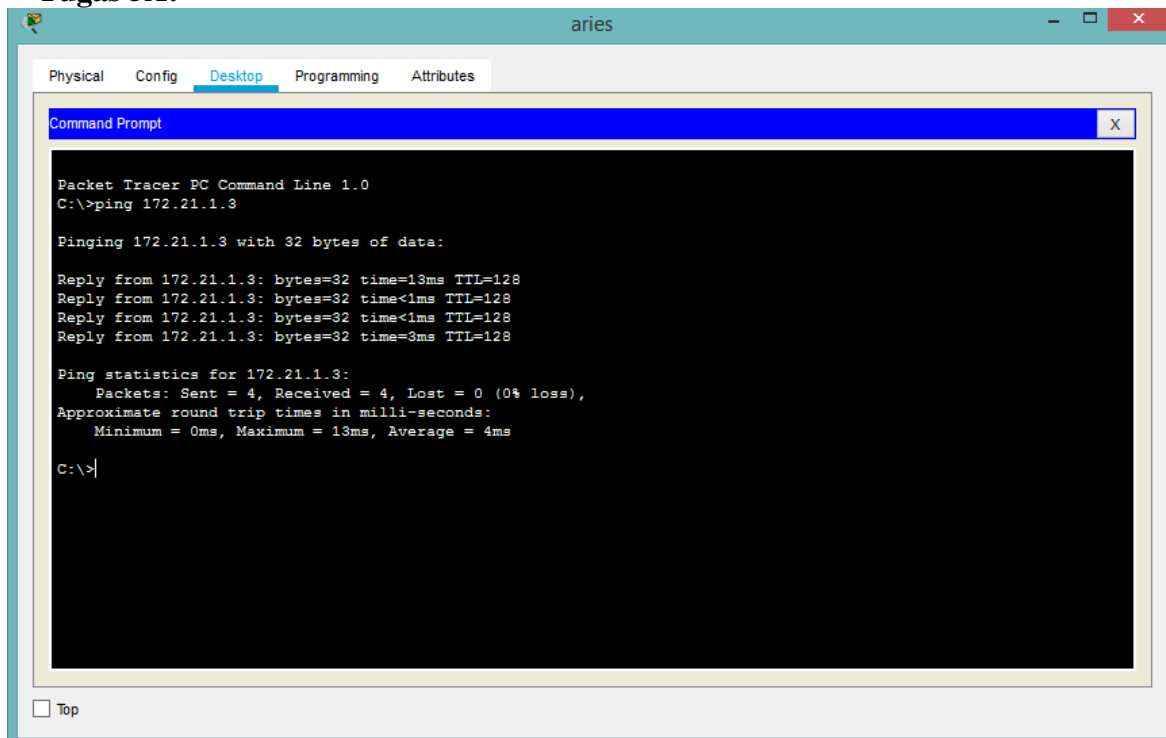 aries
Physical Config Desktop Programming Attributes
Command Prompt
X
Packet Tracer PC Command Line 1.0
C:\>ping 172.21.1.3
Pinging 172.21.1.3 with 32 bytes of data:
Reply from 172.21.1.3: bytes=32 time=13ms TTL=128
Reply from 172.21.1.3: bytes=32 time<1ms TTL=128
Reply from 172.21.1.3: bytes=32 time<1ms TTL=128
Reply from 172.21.1.3: bytes=32 time=3ms TTL=128
Ping statistics for 172.21.1.3:
Packets: Sent = 4, Received = 4, Lost = 0 (0% loss),
Approximate round trip times in milli-seconds:
Minimum = 0ms, Maximum = 13ms, Average = 4ms
C:\>
Top